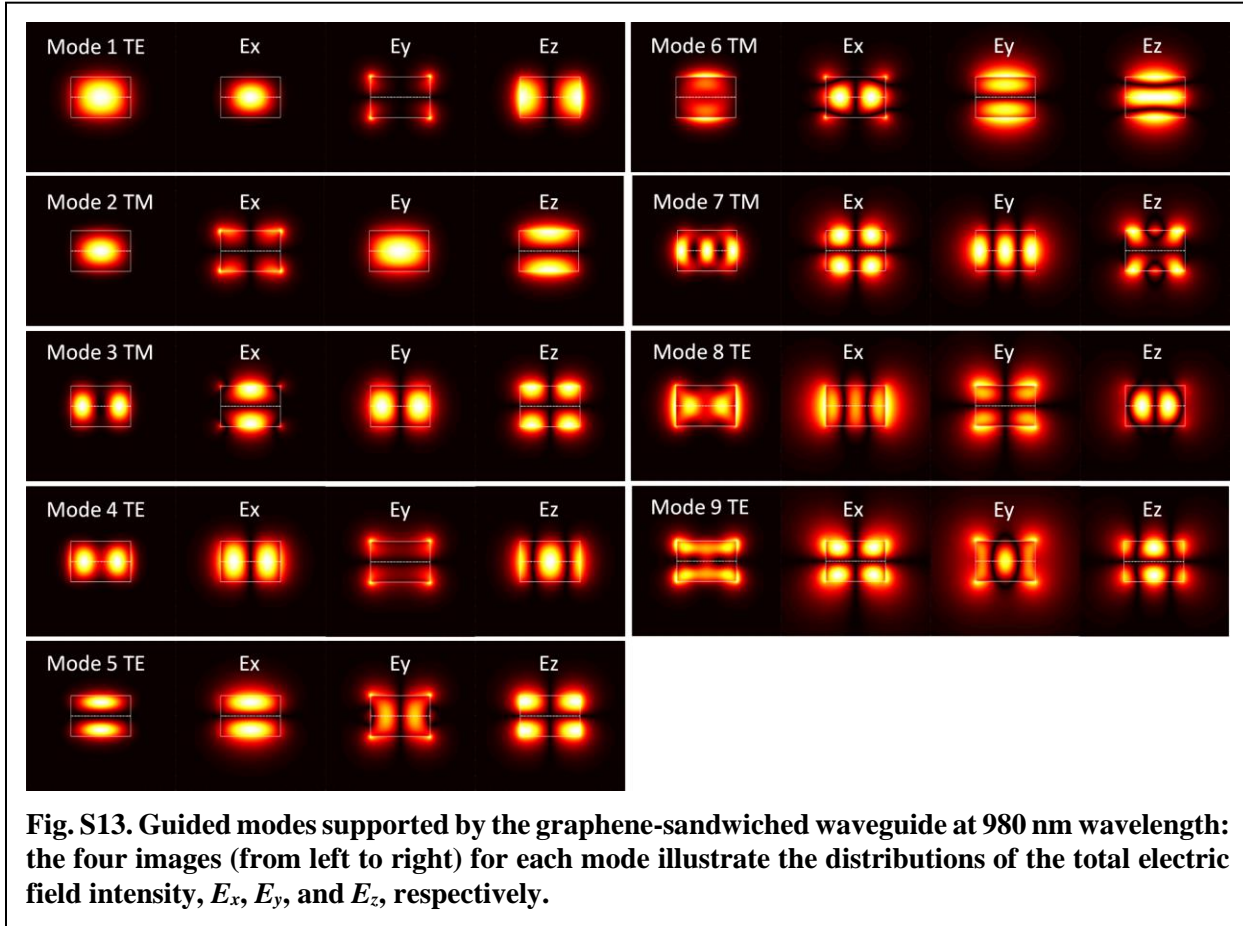 Mode 1 TE Ex Ey Ez
Mode 6 TM Ex Ey Ez
Mode 2 TM Ex Ey Ez
Mode 7 TM Ex Ey Ez
Mode 3 TM Ex Ey Ez
Mode 8 TE Ex Ey Ez
Mode 4 TE Ex Ey Ez
Mode 9 TE Ex Ey Ez
Mode 5 TE Ex Ey Ez
Fig. S13. Guided modes supported by the graphene-sandwiched waveguide at 980 nm wavelength:
the four images (from left to right) for each mode illustrate the distributions of the total electric
field intensity, Ex, Ey, and Ez, respectively.